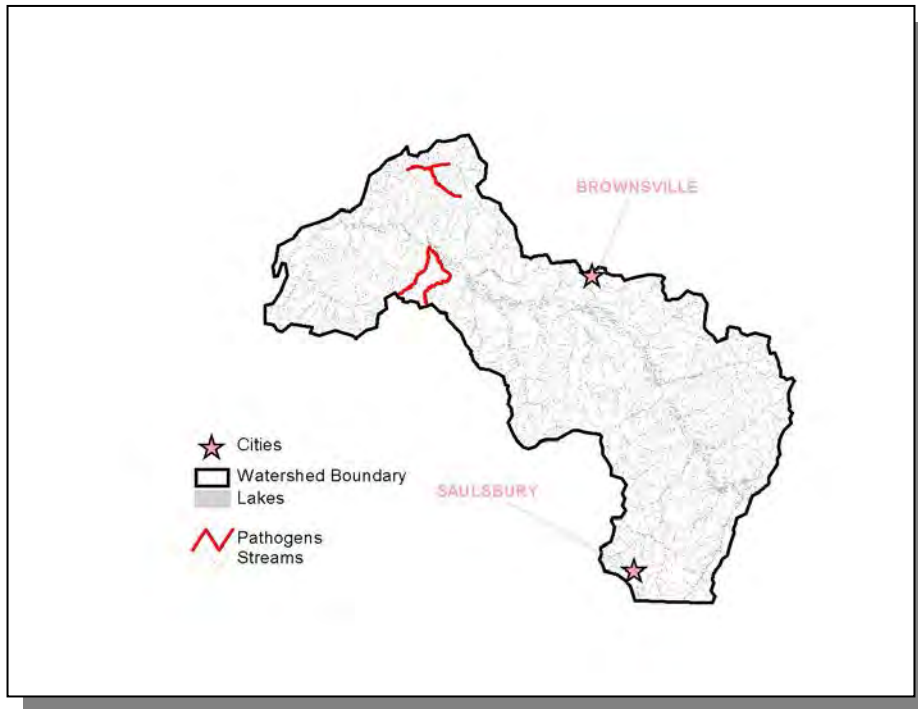 BROWNSVILLE
Cities
Watershed Boundary
Lakes
SAULSBURY
Pathogens
Streams